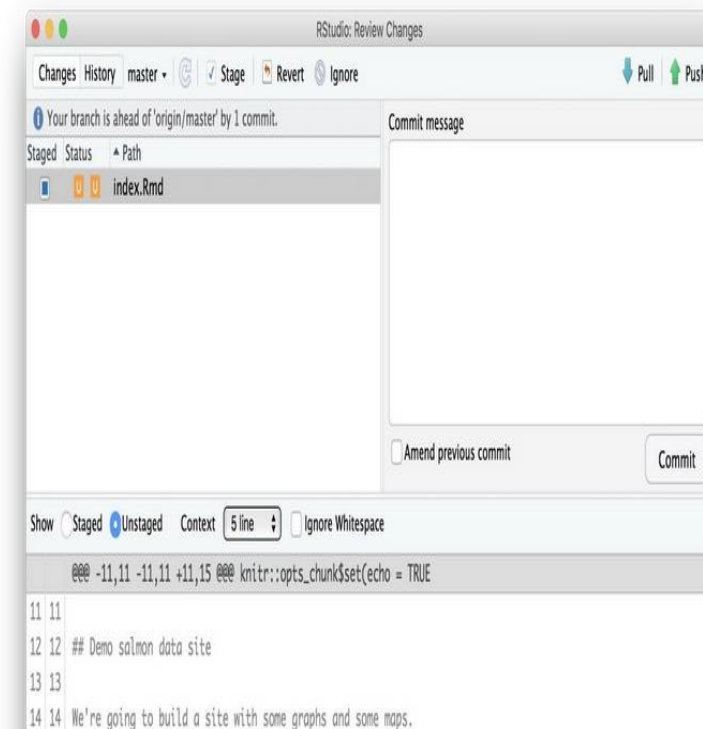 RStudio: Review Changes
Changes History master Stage Revert Ignore Pull Push
Your branch is ahead of 'origin/master' by 1 commit.
Commit message
Staged Status Path
U U index.Rmd
Amend previous commit
Commit
Show Staged Unstaged Context 5 line Ignore Whitespace
@@@ -11,11 -11,11 +11,15 @@@ knitr::opts_chunk$set(echo = TRUE
11 11
12 12 ## Demo salmon data site
13 13
14 14 We're going to build a site with some graphs and some maps.